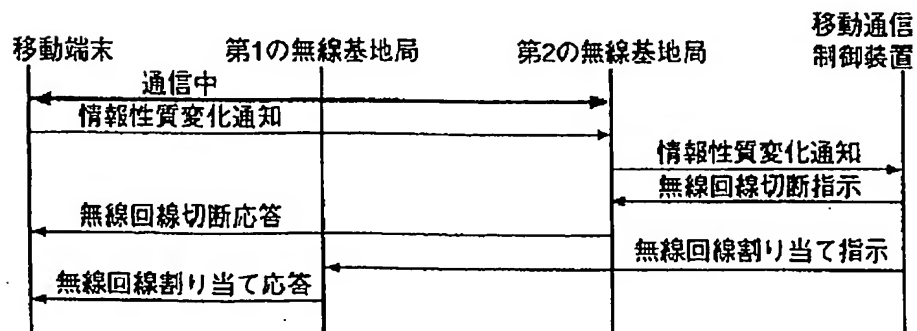 移動端末
第1の無線基地局
第2の無線基地局
移動通信
制御装置
通信中
情報性質変化通知
情報性質変化通知
無線回線切断指示
無線回線切断応答
無線回線割り当て指示
無線回線割り当て応答